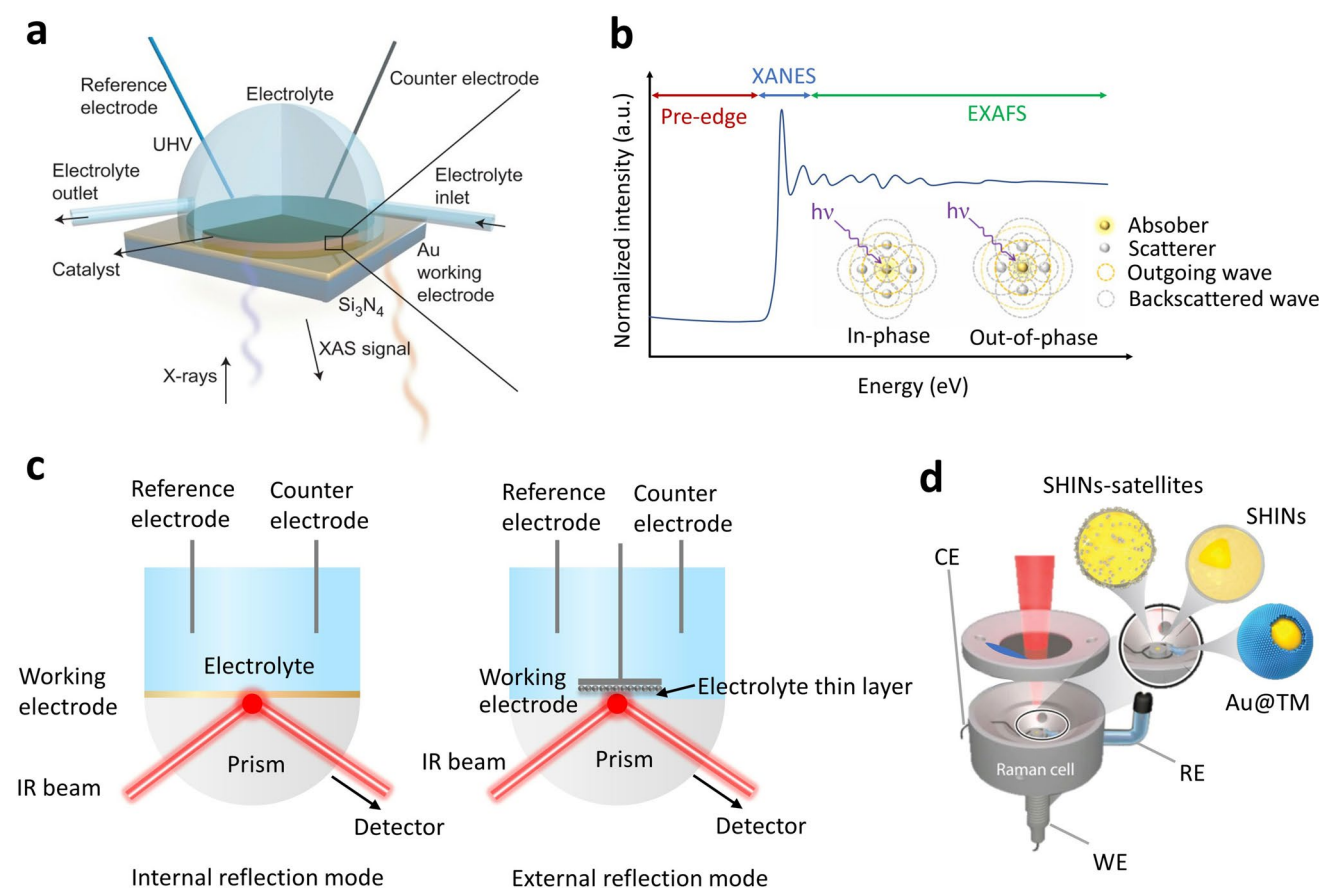 a
Reference
electrode
Electrolyte
Counter electrode
UHV
Electrolyte
outlet
Electrolyte
inlet
Catalyst
Au
working
electrode
Si₃N₄
XAS signal
X-rays
b
XANES
Pre-edge
EXAFS
Normalized intensity (a.u.)
hν
hν
Absober
Scatterer
Outgoing wave
Backscattered wave
In-phase
Out-of-phase
Energy (eV)
c
Reference
electrode
Counter
electrode
Electrolyte
Working
electrode
Prism
IR beam
Detector
Internal reflection mode
Reference
electrode
Counter
electrode
Working
electrode
Electrolyte thin layer
IR beam
Prism
Detector
External reflection mode
d
SHINs-satellites
SHINs
CE
Au@TM
Raman cell
RE
WE